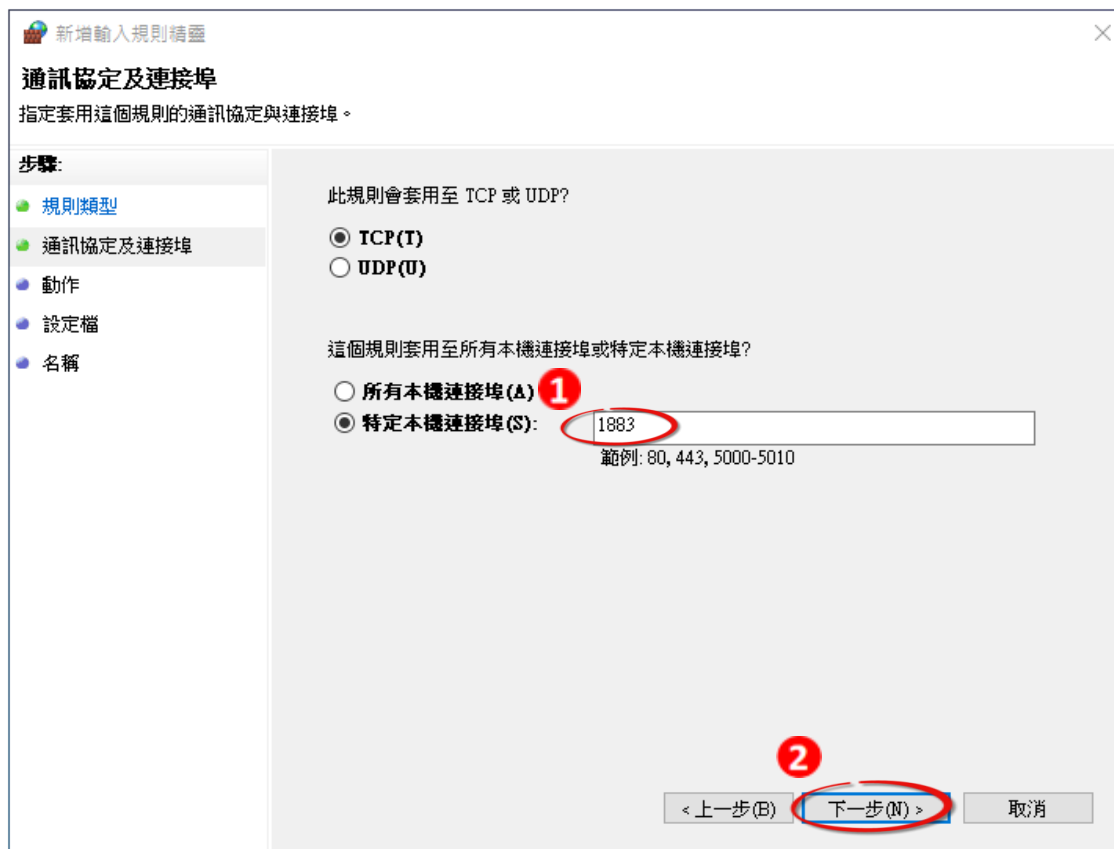 新增輸入規則精靈
通訊協定及連接埠
指定套用這個規則的通訊協定與連接埠。
步驟:
規則類型
通訊協定及連接埠
動作
設定檔
名稱
此規則會套用至 TCP 或 UDP?
TCP(T)
UDP(U)
這個規則套用至所有本機連接埠或特定本機連接埠?
所有本機連接埠(A) 1
特定本機連接埠(S): 1883
範例: 80, 443, 5000-5010
2
<上一步(B) 下一步(N) > 取消